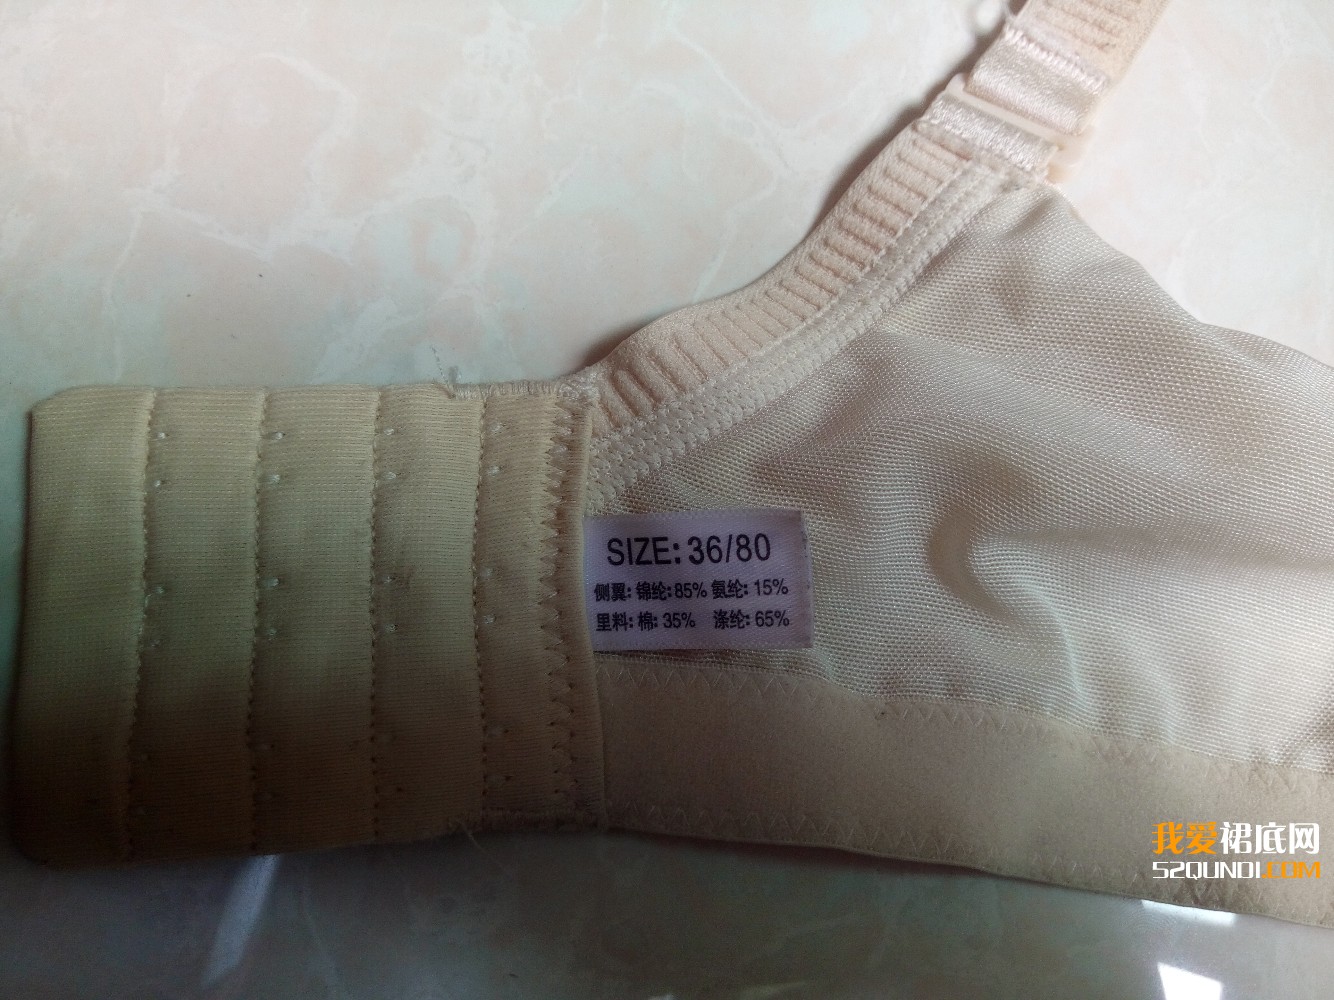 SIZE: 36/80
侧翼: 锦纶: 85% 氨纶: 15%
里料: 棉: 35% 涤纶: 65%
我爱裙底网
52QUNDI.COM